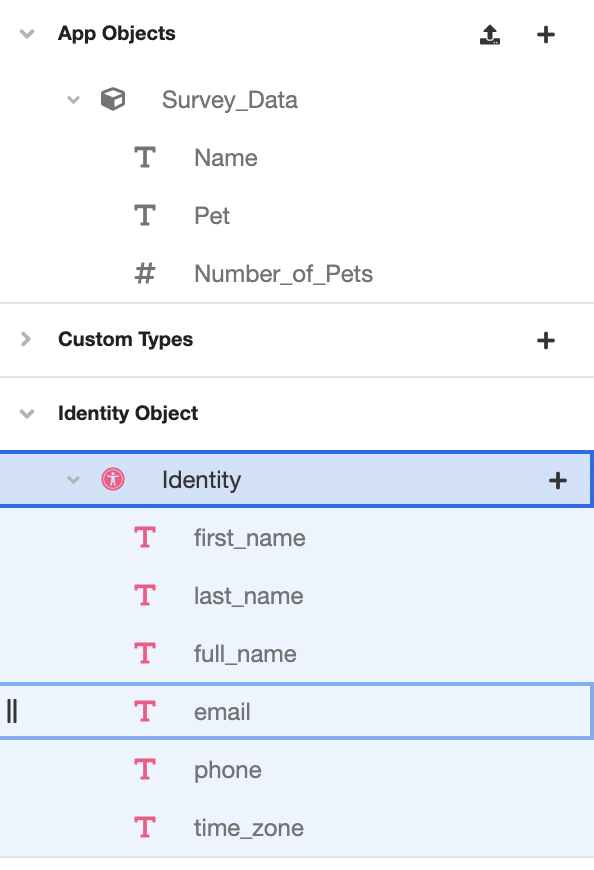 App Objects
Survey_Data
Name
Pet
Number_of_Pets
Custom Types
Identity Object
Identity
first_name
last_name
full_name
email
phone
time_zone